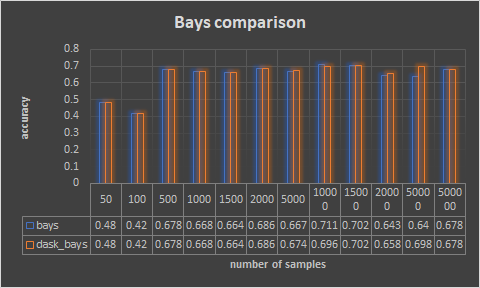 Bays comparison
accuracy
0.8
0.7
0.6
0.5
0.4
0.3
0.2
0.1
0
50 100 500 1000 1500 2000 5000 1000 1500 2000 5000 5000
0 0 0 0 00
bays 0.48 0.42 0.678 0.668 0.664 0.686 0.667 0.711 0.702 0.643 0.64 0.678
dask_bays 0.48 0.42 0.678 0.668 0.664 0.686 0.674 0.696 0.702 0.658 0.698 0.678
number of samples